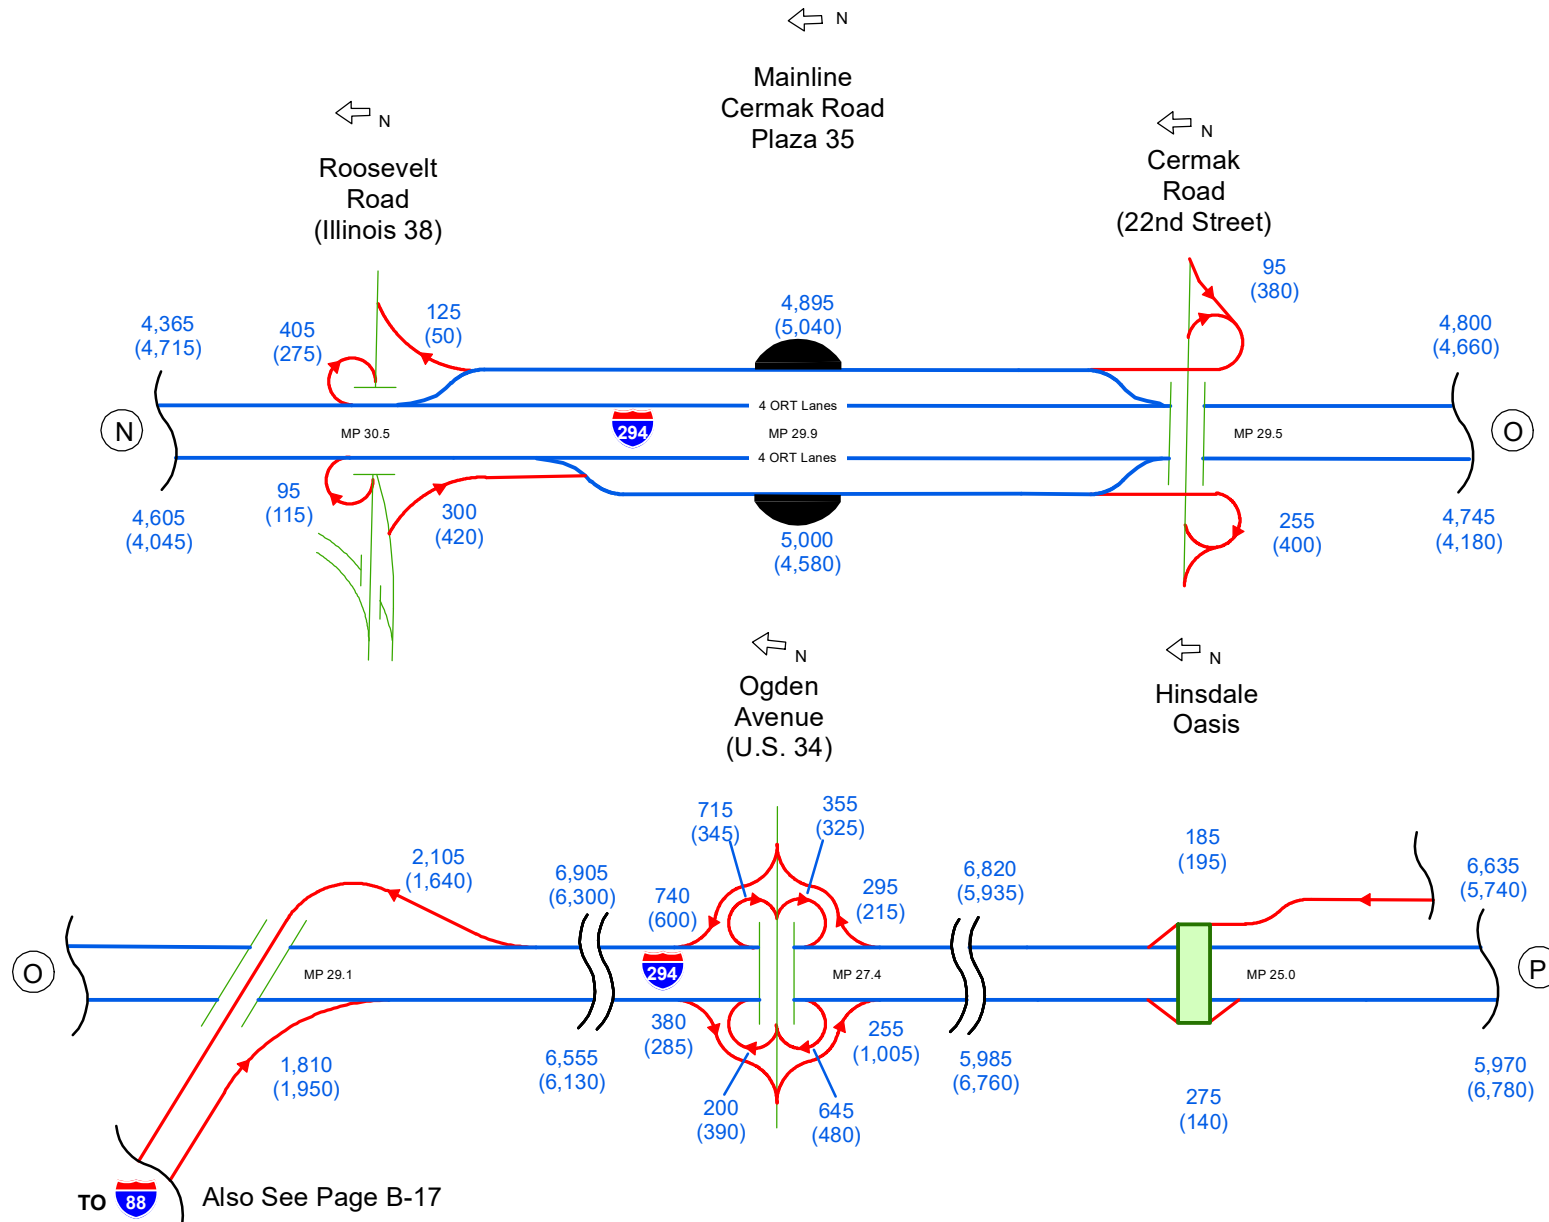 N
Mainline
Cermak Road
Plaza 35
N
Roosevelt
Road
(Illinois 38)
N
Cermak
Road
(22nd Street)
4,365
(4,715)
405
(275)
125
(50)
4,895
(5,040)
95
(380)
4,800
(4,660)
4 ORT Lanes
N
MP 30.5
294
MP 29.9
MP 29.5
O
4 ORT Lanes
4,605
(4,045)
95
(115)
300
(420)
5,000
(4,580)
255
(400)
4,745
(4,180)
N
Ogden
Avenue
(U.S. 34)
N
Hinsdale
Oasis
2,105
(1,640)
6,905
(6,300)
715
(345)
740
(600)
355
(325)
295
(215)
6,820
(5,935)
185
(195)
6,635
(5,740)
O
MP 29.1
294
MP 27.4
MP 25.0
P
1,810
(1,950)
6,555
(6,130)
380
(285)
200
(390)
645
(480)
255
(1,005)
5,985
(6,760)
275
(140)
5,970
(6,780)
TO 88 Also See Page B-17